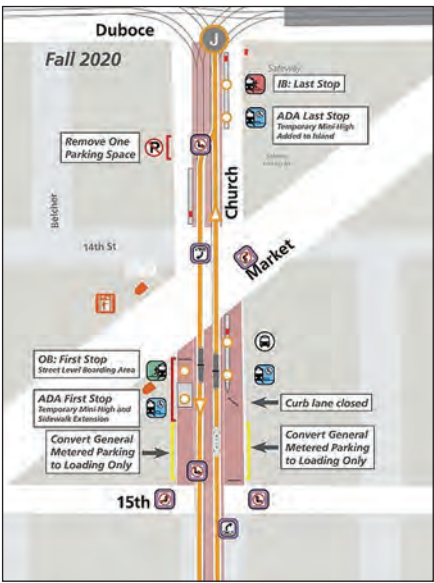 Duboce
J
Fall 2020
Safeway
IB: Last Stop
ADA Last Stop
Temporary Mini-High
Added to Island
Remove One
Parking Space
R
Church
Belcher
14th St
Market
OB: First Stop
Street Level Boarding Area
ADA First Stop
Temporary Mini-High and
Sidewalk Extension
Curb lane closed
Convert General
Metered Parking
to Loading Only
Convert General
Metered Parking
to Loading Only
15th